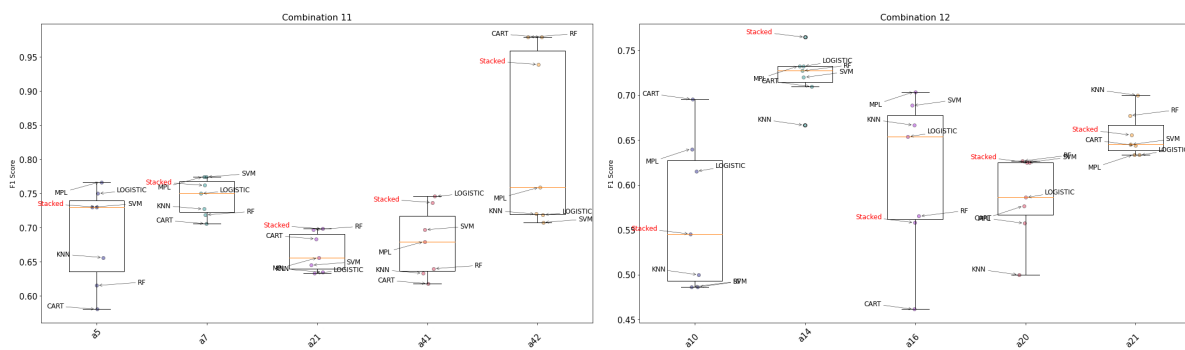 Combination 11
F1 Score
0.95
0.90
0.85
0.80
0.75
0.70
0.65
0.60
MPL
LOGISTIC
Stacked
SVM
KNN
RF
CART
Stacked
SVM
MPL
LOGISTIC
KNN
RF
CART
Stacked
CART
SVM
MPL
KNN
LOGISTIC
LOGISTIC
Stacked
SVM
MPL
RF
KNN
CART
CART
RF
Stacked
MPL
KNN
LOGISTIC
SVM
a5
a7
a21
a41
a42
Combination 12
F1 Score
0.75
0.70
0.65
0.60
0.55
0.50
0.45
CART
MPL
LOGISTIC
Stacked
KNN
SVM
Stacked
LOGISTIC
RF
MPL
SVM
CART
KNN
MPL
SVM
KNN
LOGISTIC
RF
Stacked
CART
Stacked
RF
SVM
LOGISTIC
CART
MPL
KNN
KNN
RF
Stacked
CART
SVM
LOGISTIC
MPL
a10
a14
a16
a20
a21